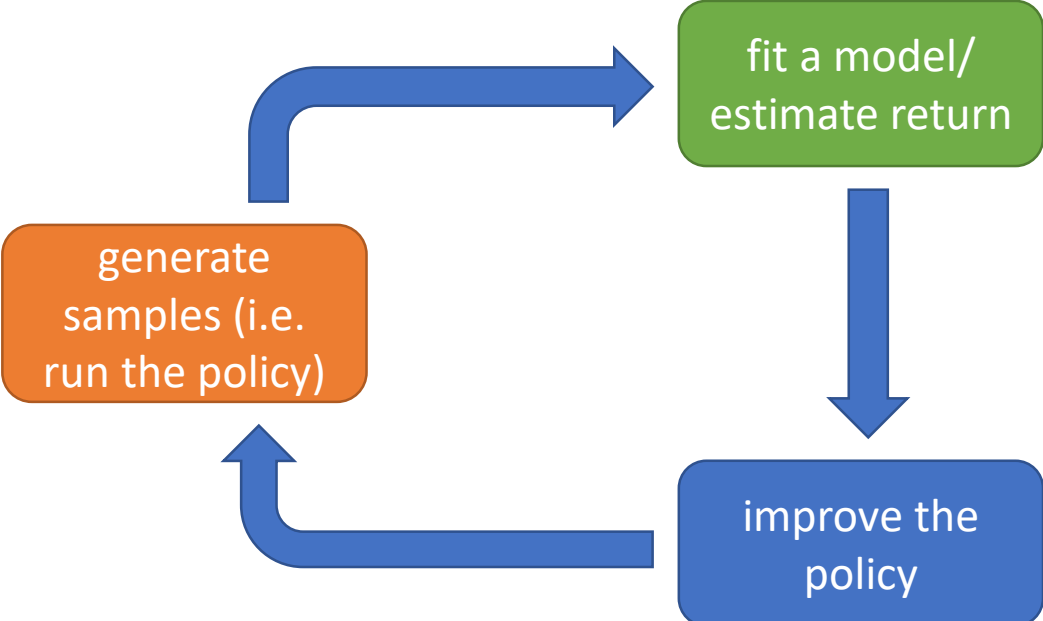 fit a model/
estimate return
generate
samples (i.e.
run the policy)
improve the
policy